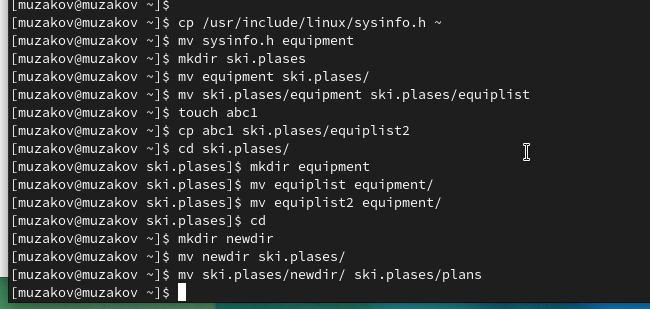 [muzakov@muzakov ~]$
[muzakov@muzakov ~]$ cp /usr/include/linux/sysinfo.h ~
[muzakov@muzakov ~]$ mv sysinfo.h equipment
[muzakov@muzakov ~]$ mkdir ski.plases
[muzakov@muzakov ~]$ mv equipment ski.plases/
[muzakov@muzakov ~]$ mv ski.plases/equipment ski.plases/equiplist
[muzakov@muzakov ~]$ touch abc1
[muzakov@muzakov ~]$ cp abc1 ski.plases/equiplist2
[muzakov@muzakov ~]$ cd ski.plases/
[muzakov@muzakov ski.plases]$ mkdir equipment
[muzakov@muzakov ski.plases]$ mv equiplist equipment/
[muzakov@muzakov ski.plases]$ mv equiplist2 equipment/
[muzakov@muzakov ski.plases]$ cd
[muzakov@muzakov ~]$ mkdir newdir
[muzakov@muzakov ~]$ mv newdir ski.plases/
[muzakov@muzakov ~]$ mv ski.plases/newdir/ ski.plases/plans
[muzakov@muzakov ~]$